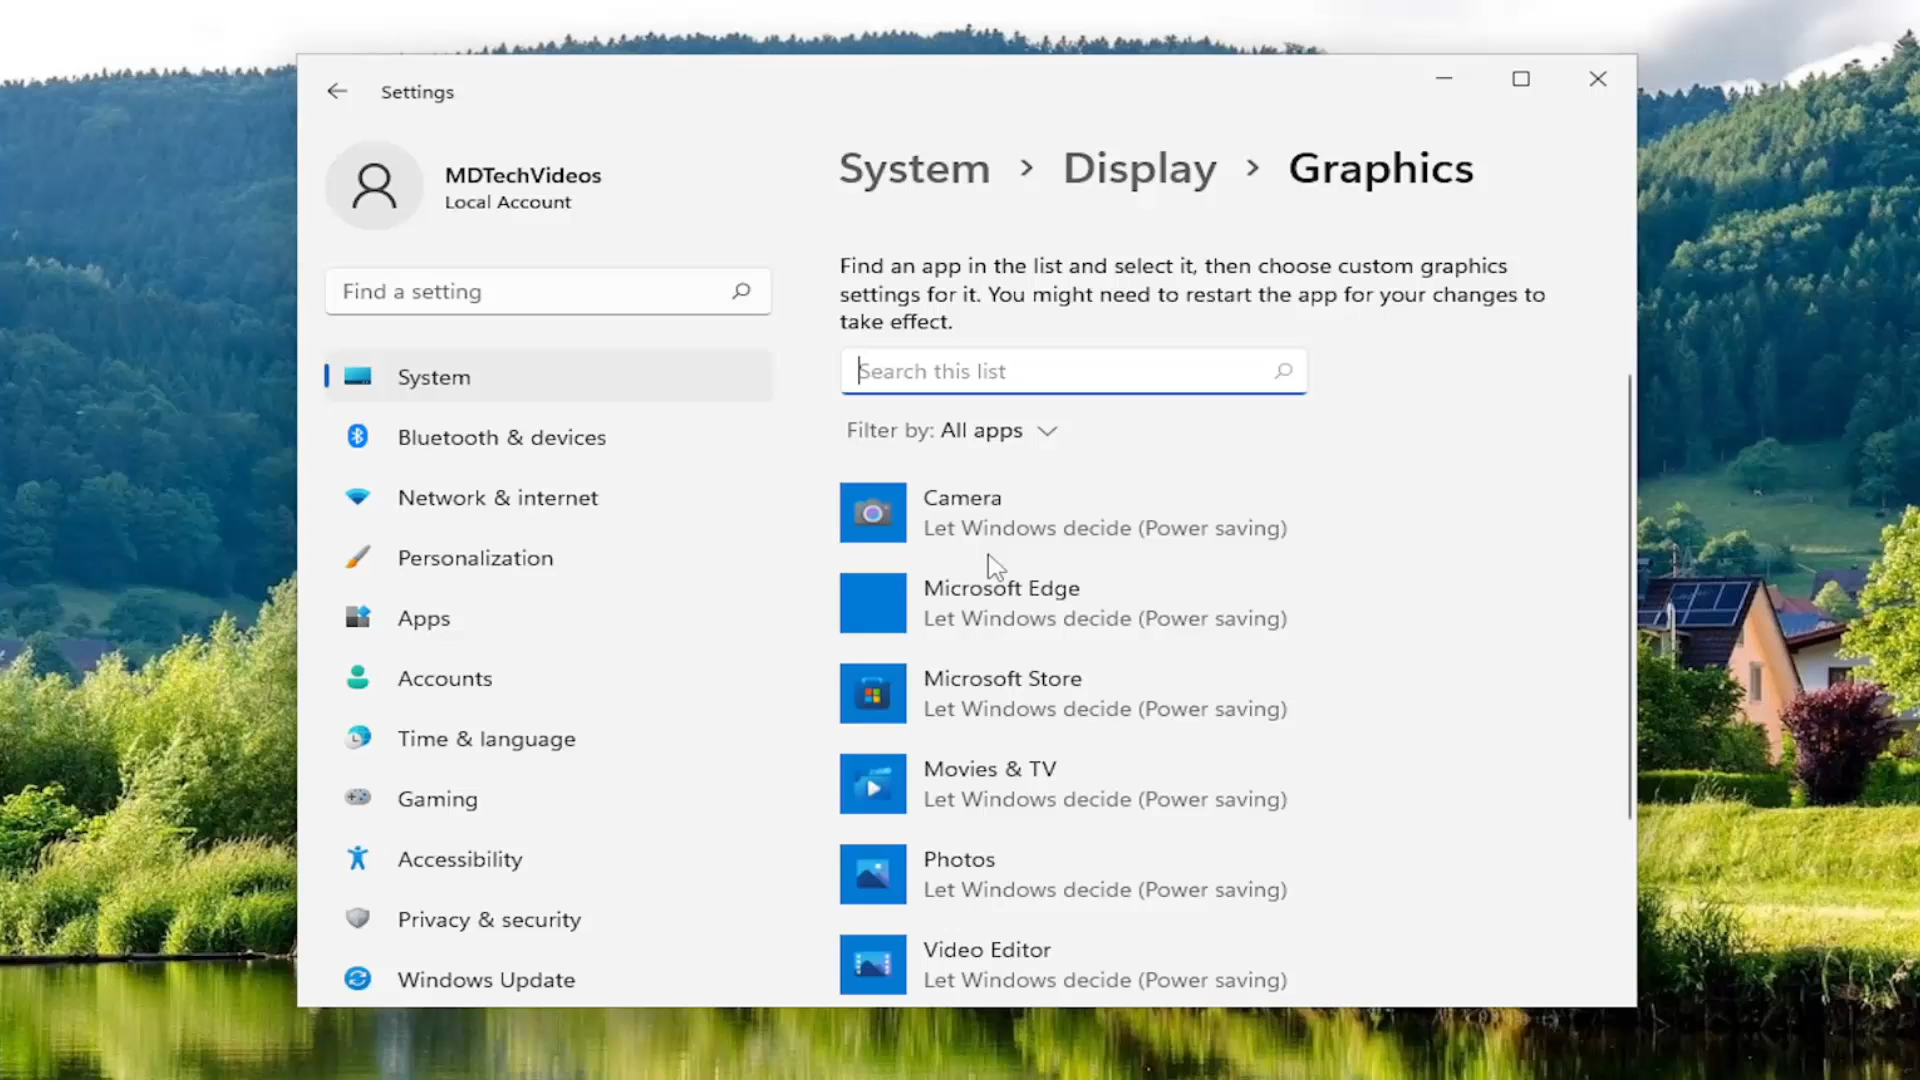 Settings
MDTechVideos
Local Account
Find a setting
System
Bluetooth & devices
Network & internet
Personalization
Apps
Accounts
Time & language
Gaming
Accessibility
Privacy & security
Windows Update
System > Display > Graphics
Find an app in the list and select it, then choose custom graphics
settings for it. You might need to restart the app for your changes to
take effect.
Search this list
Filter by: All apps
Camera
Let Windows decide (Power saving)
Microsoft Edge
Let Windows decide (Power saving)
Microsoft Store
Let Windows decide (Power saving)
Movies & TV
Let Windows decide (Power saving)
Photos
Let Windows decide (Power saving)
Video Editor
Let Windows decide (Power saving)